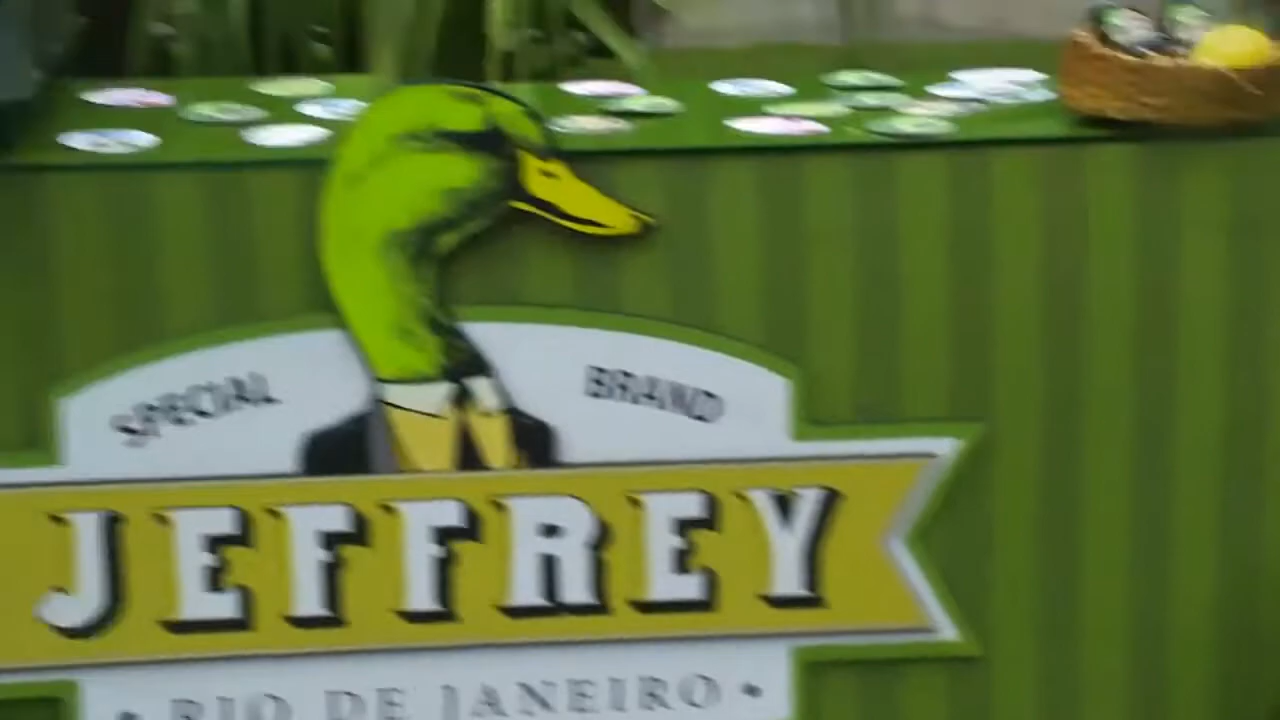 SPECIAL BRAND
JEFFREY
• RIO DE JANEIRO •